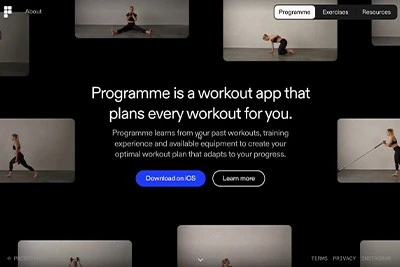 About
Programme Exercises Resources
Programme is a workout app that
plans every workout for you.
Programme learns from your past workouts, training
experience and available equipment to create your
optimal workout plan that adapts to your progress.
Download on iOS
Learn more
TERMS PRIVACY INSTAGRAM